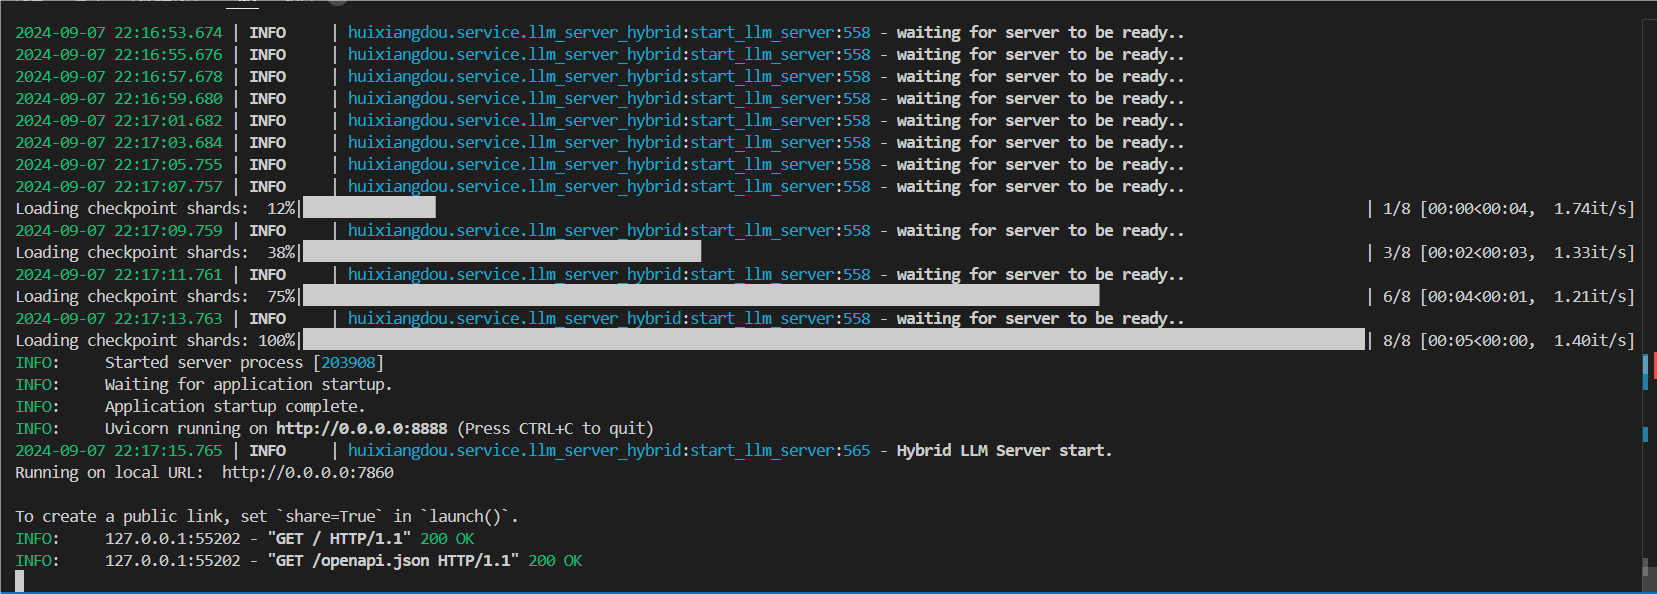 2024-09-07 22:16:53.674 | INFO     | huixiangdou.service.llm_server_hybrid:start_llm_server:558 - waiting for server to be ready..
2024-09-07 22:16:55.676 | INFO     | huixiangdou.service.llm_server_hybrid:start_llm_server:558 - waiting for server to be ready..
2024-09-07 22:16:57.678 | INFO     | huixiangdou.service.llm_server_hybrid:start_llm_server:558 - waiting for server to be ready..
2024-09-07 22:16:59.680 | INFO     | huixiangdou.service.llm_server_hybrid:start_llm_server:558 - waiting for server to be ready..
2024-09-07 22:17:01.682 | INFO     | huixiangdou.service.llm_server_hybrid:start_llm_server:558 - waiting for server to be ready..
2024-09-07 22:17:03.684 | INFO     | huixiangdou.service.llm_server_hybrid:start_llm_server:558 - waiting for server to be ready..
2024-09-07 22:17:05.755 | INFO     | huixiangdou.service.llm_server_hybrid:start_llm_server:558 - waiting for server to be ready..
2024-09-07 22:17:07.757 | INFO     | huixiangdou.service.llm_server_hybrid:start_llm_server:558 - waiting for server to be ready..
Loading checkpoint shards:  12%| | 1/8 [00:00<00:04,  1.74it/s]
2024-09-07 22:17:09.759 | INFO     | huixiangdou.service.llm_server_hybrid:start_llm_server:558 - waiting for server to be ready..
Loading checkpoint shards:  38%| | 3/8 [00:02<00:03,  1.33it/s]
2024-09-07 22:17:11.761 | INFO     | huixiangdou.service.llm_server_hybrid:start_llm_server:558 - waiting for server to be ready..
Loading checkpoint shards:  75%| | 6/8 [00:04<00:01,  1.21it/s]
2024-09-07 22:17:13.763 | INFO     | huixiangdou.service.llm_server_hybrid:start_llm_server:558 - waiting for server to be ready..
Loading checkpoint shards: 100%| | 8/8 [00:05<00:00,  1.40it/s]
INFO:     Started server process [203908]
INFO:     Waiting for application startup.
INFO:     Application startup complete.
INFO:     Uvicorn running on http://0.0.0.0:8888 (Press CTRL+C to quit)
2024-09-07 22:17:15.765 | INFO     | huixiangdou.service.llm_server_hybrid:start_llm_server:565 - Hybrid LLM Server start.
Running on local URL:  http://0.0.0.0:7860
To create a public link, set `share=True` in `launch()`.
INFO:     127.0.0.1:55202 - "GET / HTTP/1.1" 200 OK
INFO:     127.0.0.1:55202 - "GET /openapi.json HTTP/1.1" 200 OK